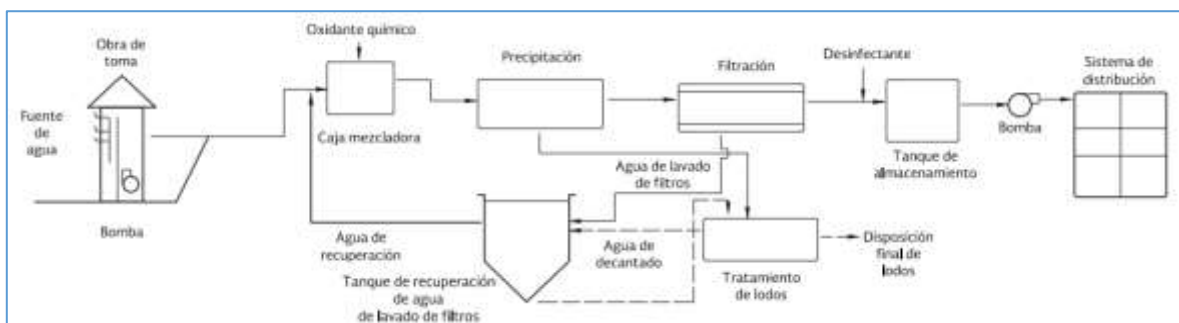 Oxidante químico
Obra de
toma
Fuente
de
agua
Bomba
Caja mezcladora
Precipitación
Filtración
Desinfectante
Sistema de
distribución
Bomba
Tanque de
almacenamiento
Agua de lavado
de filtros
Agua de
recuperación
Agua de
decantado
Tanque de recuperación
de agua
de lavado de filtros
Tratamiento
de lodos
Disposición
final de
lodos